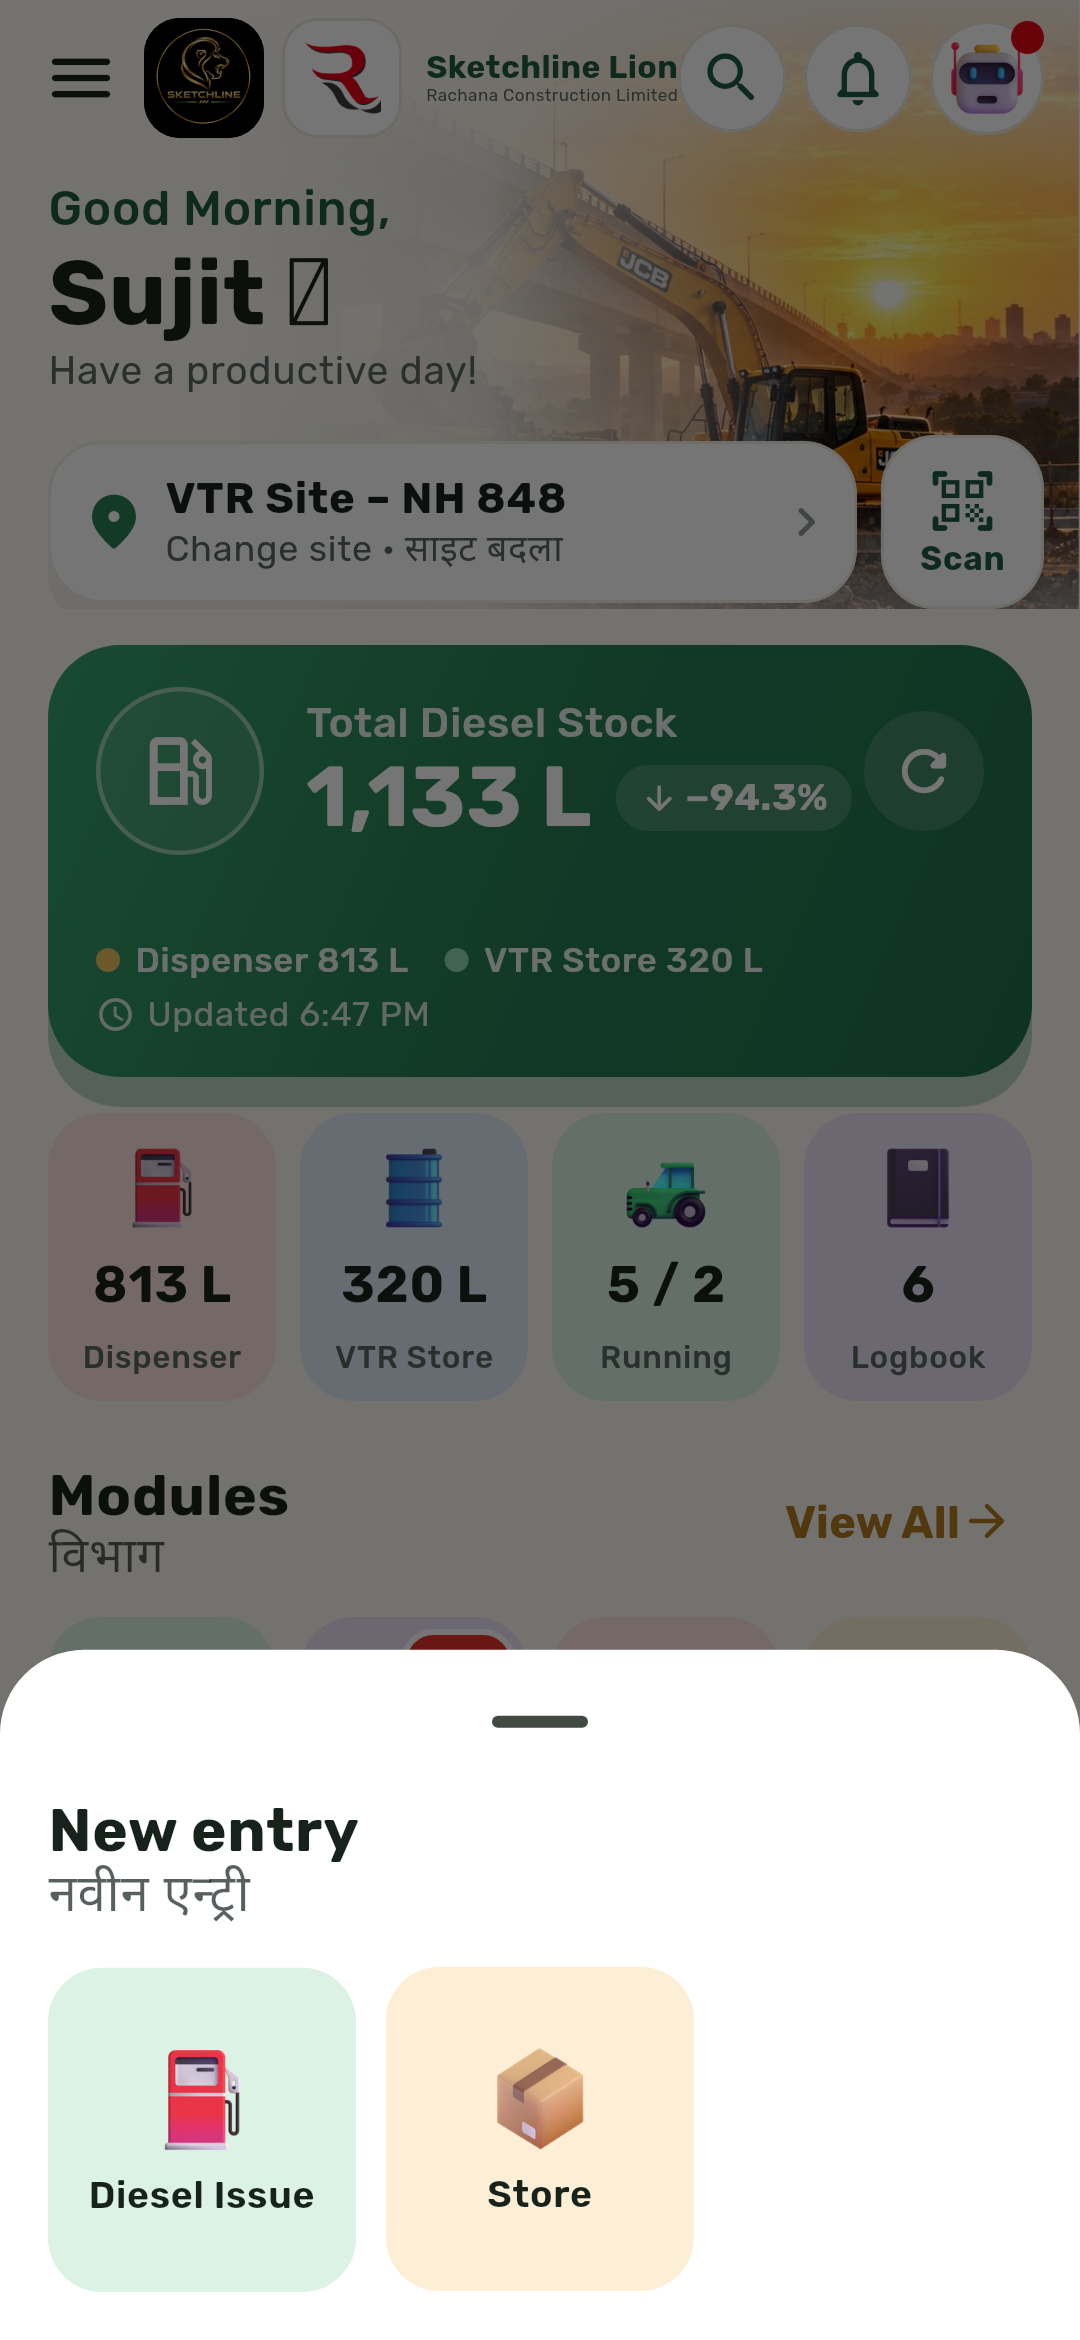 SKETCHLINE
Sketchline Lion
Rachana Construction Limited
Good Morning,
Sujit
Have a productive day!
JCB
VTR Site – NH 848
Change site • साइट बदला
Scan
Total Diesel Stock
1,133 L
–94.3%
Dispenser 813 L
VTR Store 320 L
Updated 6:47 PM
813 L
Dispenser
320 L
VTR Store
5 / 2
Running
6
Logbook
Modules
विभाग
View All
New entry
नवीन एन्ट्री
Diesel Issue
Store